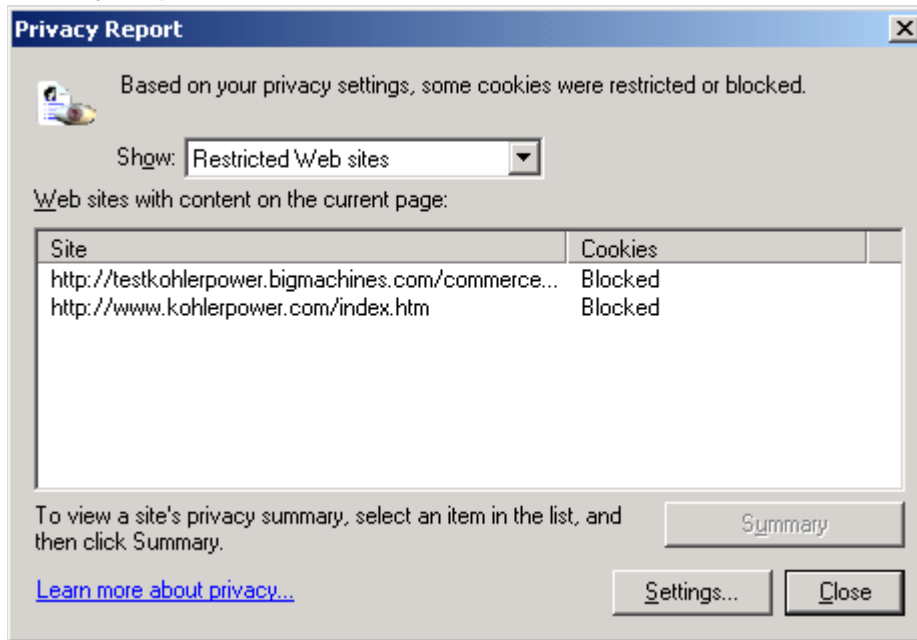 Privacy Report
Based on your privacy settings, some cookies were restricted or blocked.
Show: Restricted Web sites
Web sites with content on the current page:
Site Cookies
http://testkohlerpower.bigmachines.com/commerce... Blocked
http://www.kohlerpower.com/index.htm Blocked
To view a site's privacy summary, select an item in the list, and
then click Summary.
Summary
Learn more about privacy...
Settings... Close